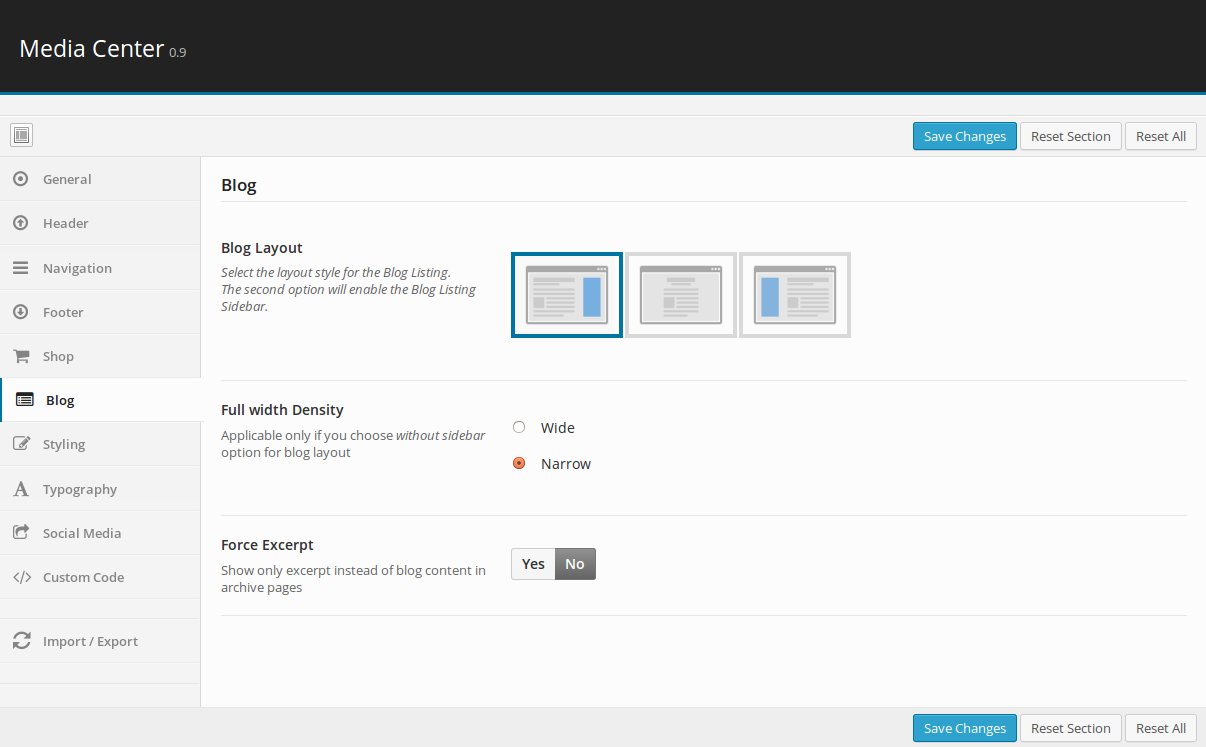 Media Center 0.9
Save Changes Reset Section Reset All
General
Header
Navigation
Footer
Shop
Blog
Styling
Typography
Social Media
Custom Code
Import / Export
Blog
Blog Layout
Select the layout style for the Blog Listing.
The second option will enable the Blog Listing
Sidebar.
Full width Density
Applicable only if you choose without sidebar
option for blog layout
Wide
Narrow
Force Excerpt
Show only excerpt instead of blog content in
archive pages
Yes No
Save Changes Reset Section Reset All